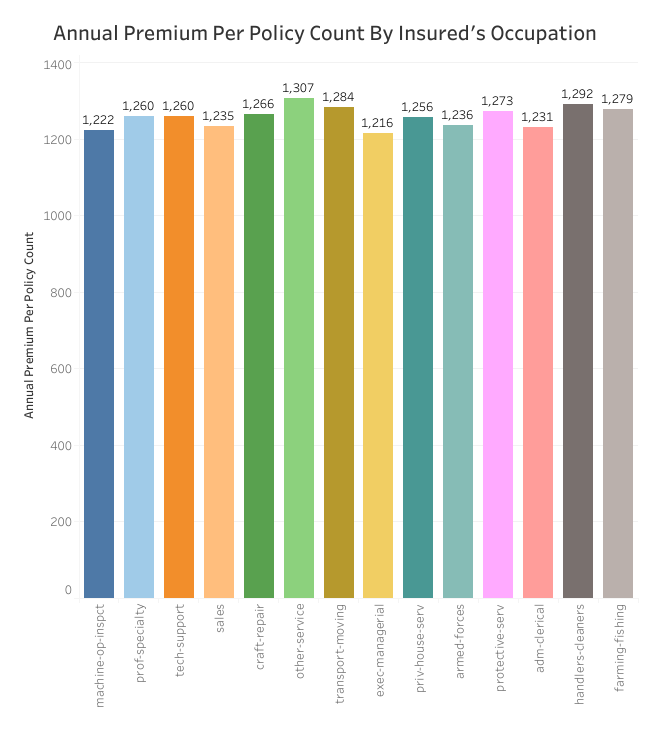 Annual Premium Per Policy Count By Insured's Occupation
Annual Premium Per Policy Count
1400
1200
1000
800
600
400
200
0
1,222
1,260
1,260
1,235
1,266
1,307
1,284
1,216
1,256
1,236
1,273
1,231
1,292
1,279
machine-op-inspct
prof-specialty
tech-support
sales
craft-repair
other-service
transport-moving
exec-managerial
priv-house-serv
armed-forces
protective-serv
adm-clerical
handlers-cleaners
farming-fishing